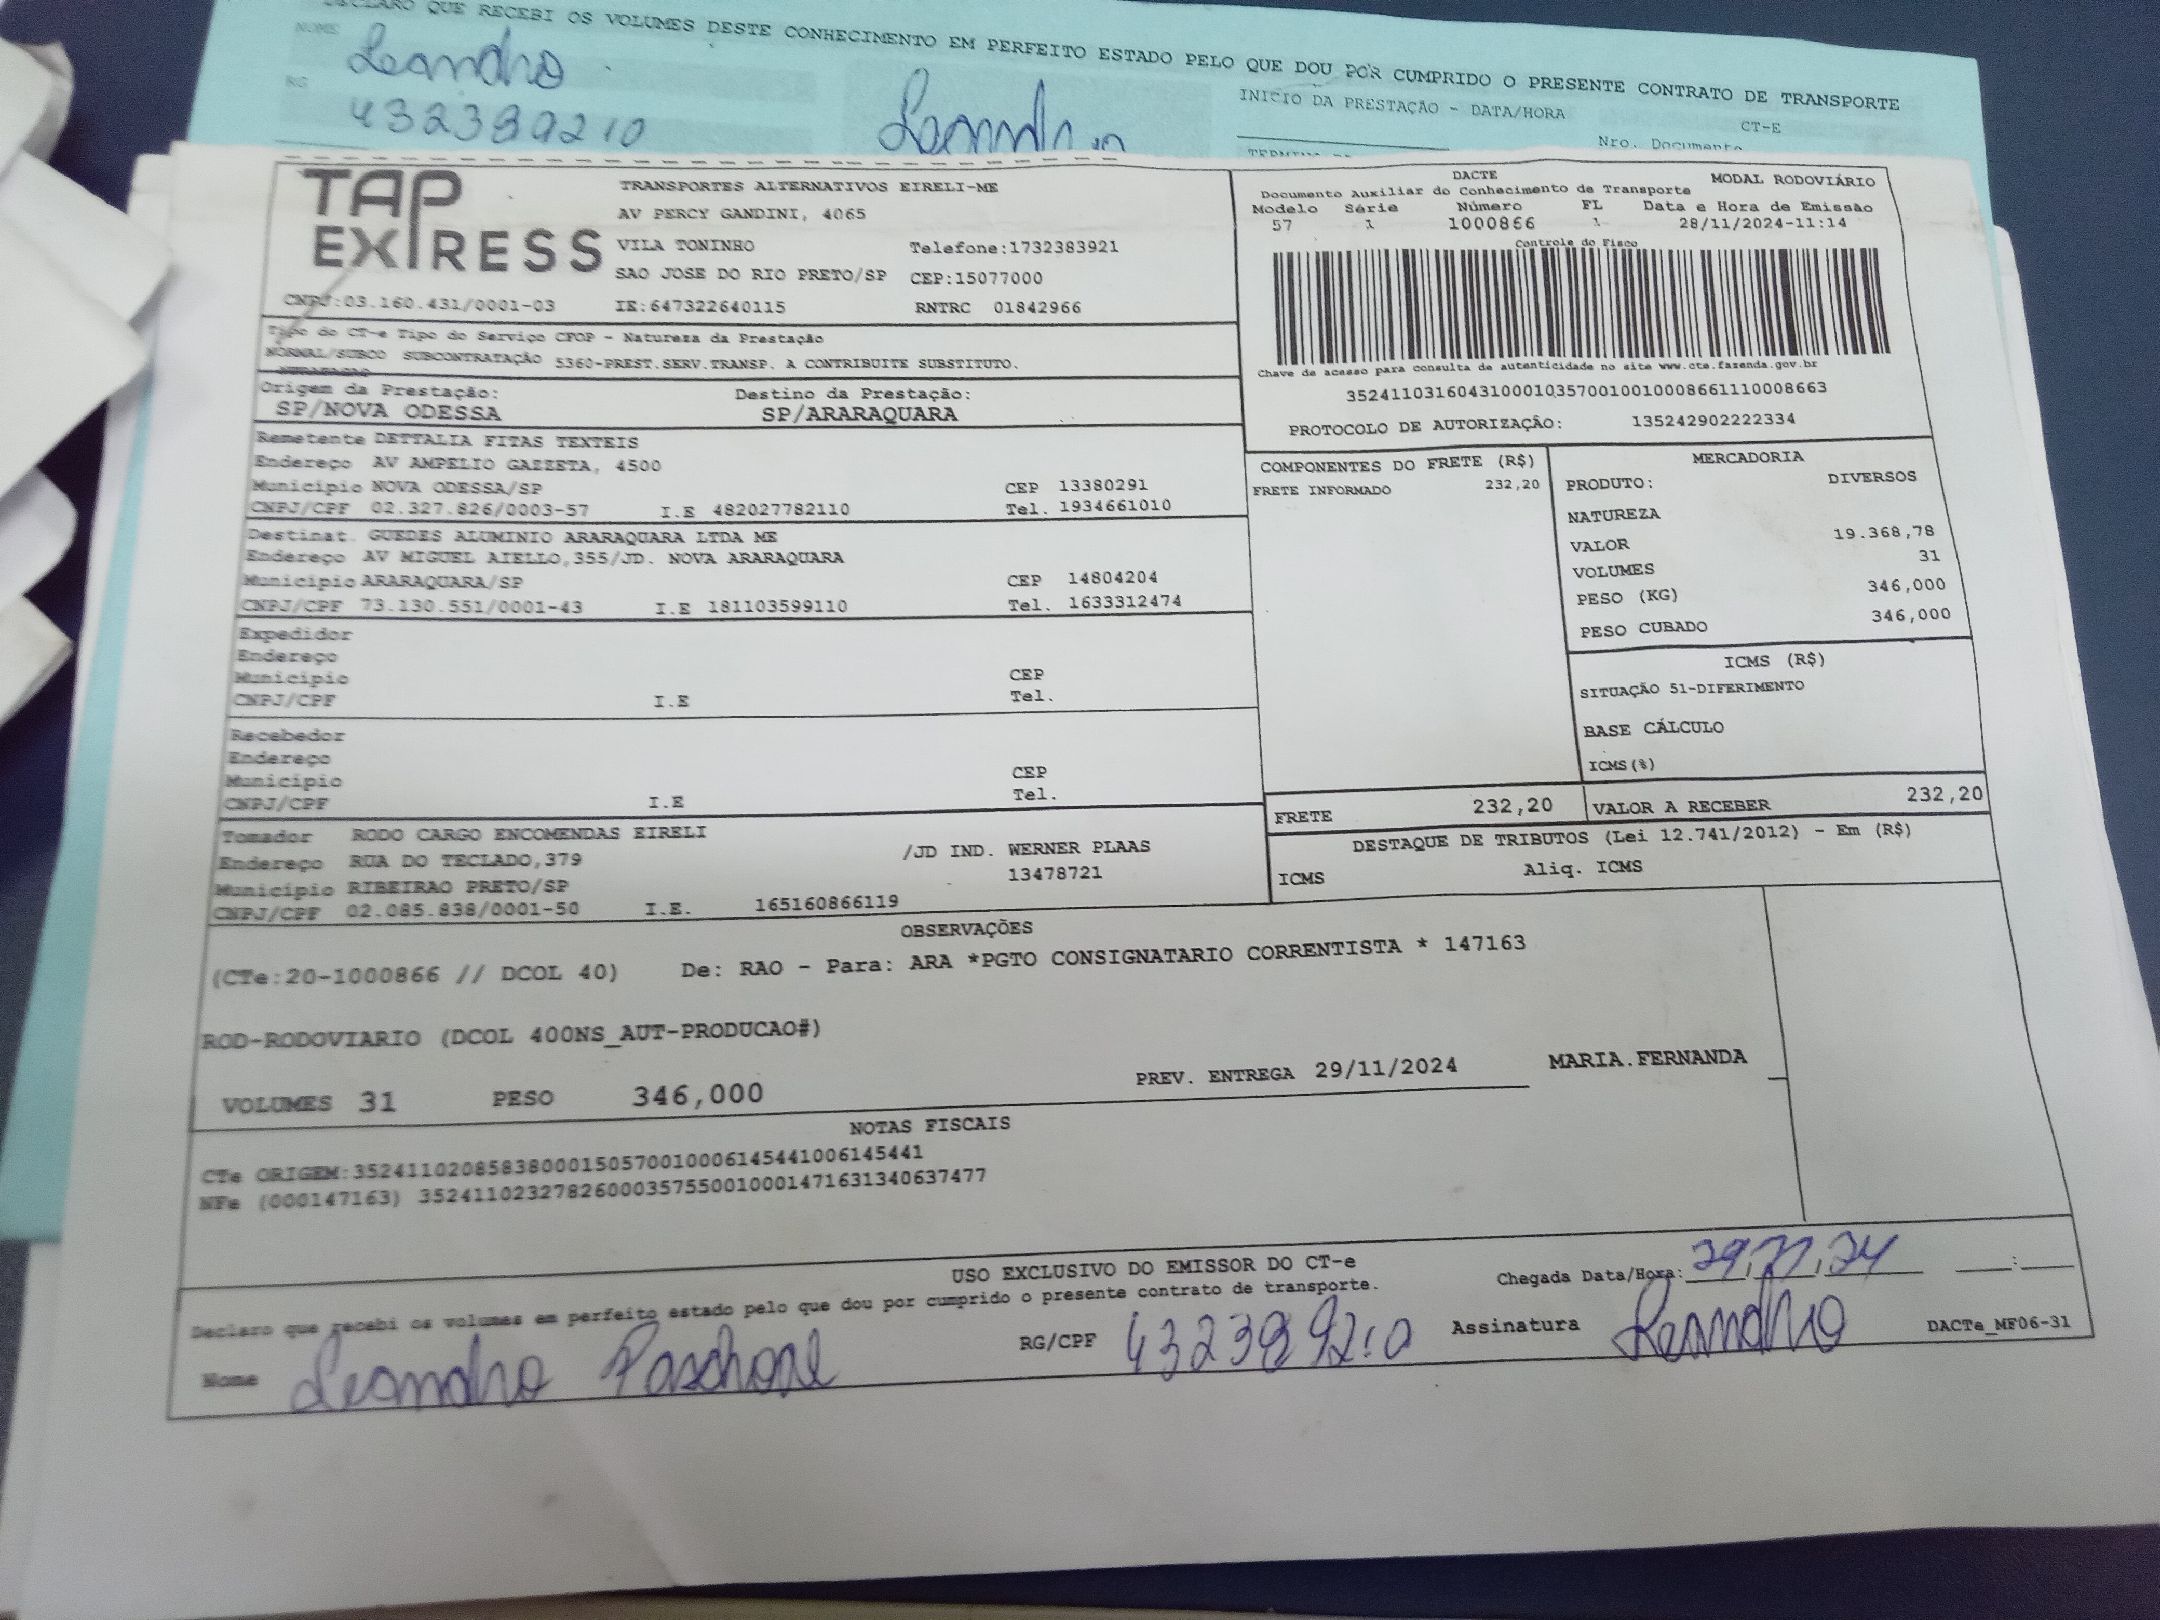 DECLARO QUE RECEBI OS VOLUMES DESTE CONHECIMENTO EM PERFEITO ESTADO PELO QUE DOU POR CUMPRIDO O PRESENTE CONTRATO DE TRANSPORTE
NOME Leandro
RG 432389210
Leandro
INICIO DA PRESTAÇÃO - DATA/HORA
CT-E
Nro. Documento
TAP EXPRESS
TRANSPORTES ALTERNATIVOS EIRELI-ME
AV PERCY GANDINI, 4065
VILA TONINHO Telefone:1732383921
SAO JOSE DO RIO PRETO/SP CEP:15077000
CNPJ:03.160.431/0001-03 IE:647322640115 RNTRC 01842966
DACTE MODAL RODOVIÁRIO
Documento Auxiliar do Conhecimento de Transporte
Modelo Série Número FL Data e Hora de Emissão
57 1 1000866 1 28/11/2024-11:14
Controle do Fisco
Chave de acesso para consulta de autenticidade no site www.cte.fazenda.gov.br
35241103160431000103570010010008661110008663
PROTOCOLO DE AUTORIZAÇÃO: 135242902222334
Tipo do CT-e Tipo do Serviço CFOP - Natureza da Prestação
NORMAL/SUBCO SUBCONTRATAÇÃO 5360-PREST.SERV.TRANSP. A CONTRIBUITE SUBSTITUTO.
Origem da Prestação: Destino da Prestação:
SP/NOVA ODESSA SP/ARARAQUARA
Remetente DETTALIA FITAS TEXTEIS
Endereço AV AMPELIO GAZZETA, 4500
Município NOVA ODESSA/SP CEP 13380291
CNPJ/CPF 02.327.826/0003-57 I.E 482027782110 Tel. 1934661010
Destinat. GUEDES ALUMINIO ARARAQUARA LTDA ME
Endereço AV MIGUEL AIELLO,355/JD. NOVA ARARAQUARA
Município ARARAQUARA/SP CEP 14804204
CNPJ/CPF 73.130.551/0001-43 I.E 181103599110 Tel. 1633312474
Expedidor
Endereço
Município CEP
CNPJ/CPF I.E Tel.
Recebedor
Endereço
Município CEP
CNPJ/CPF I.E Tel.
Tomador RODO CARGO ENCOMENDAS EIRELI
Endereço RUA DO TECLADO,379 /JD IND. WERNER PLAAS
Município RIBEIRAO PRETO/SP 13478721
CNPJ/CPF 02.085.838/0001-50 I.E. 165160866119
COMPONENTES DO FRETE (R$)
FRETE INFORMADO 232,20
MERCADORIA
PRODUTO: DIVERSOS
NATUREZA
VALOR 19.368,78
VOLUMES 31
PESO (KG) 346,000
PESO CUBADO 346,000
ICMS (R$)
SITUAÇÃO 51-DIFERIMENTO
BASE CÁLCULO
ICMS(%)
FRETE 232,20 VALOR A RECEBER 232,20
DESTAQUE DE TRIBUTOS (Lei 12.741/2012) - Em (R$)
ICMS Aliq. ICMS
OBSERVAÇÕES
(CTe:20-1000866 // DCOL 40) De: RAO - Para: ARA *PGTO CONSIGNATARIO CORRENTISTA * 147163
ROD-RODOVIARIO (DCOL 400NS_AUT-PRODUCAO#)
VOLUMES 31 PESO 346,000 PREV. ENTREGA 29/11/2024 MARIA.FERNANDA
NOTAS FISCAIS
CTe ORIGEM:35241102085838000150570010006145441006145441
NFe (000147163) 35241102327826000357550010001471631340637477
USO EXCLUSIVO DO EMISSOR DO CT-e
Chegada Data/Hora: 29,11,24 :
Declaro que recebi os volumes em perfeito estado pelo que dou por cumprido o presente contrato de transporte.
Nome Leandro Paschoal RG/CPF 432389210 Assinatura Leandro DACTe_MF06-31